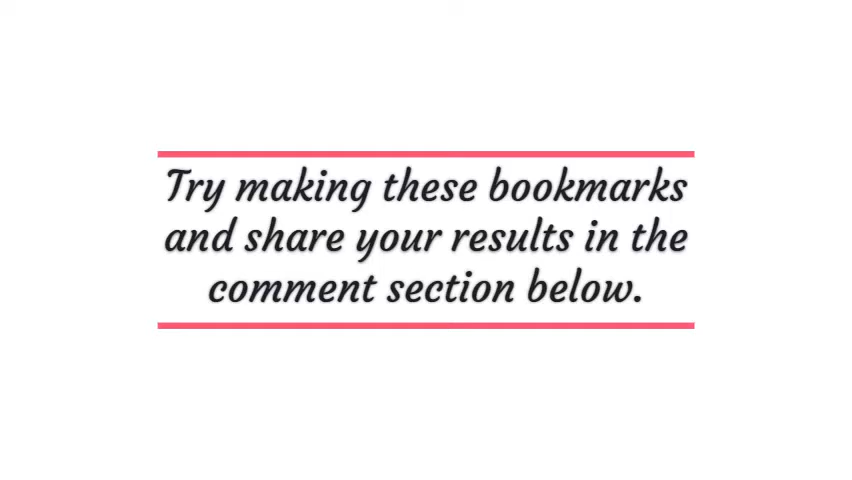 Try making these bookmarks
and share your results in the
comment section below.